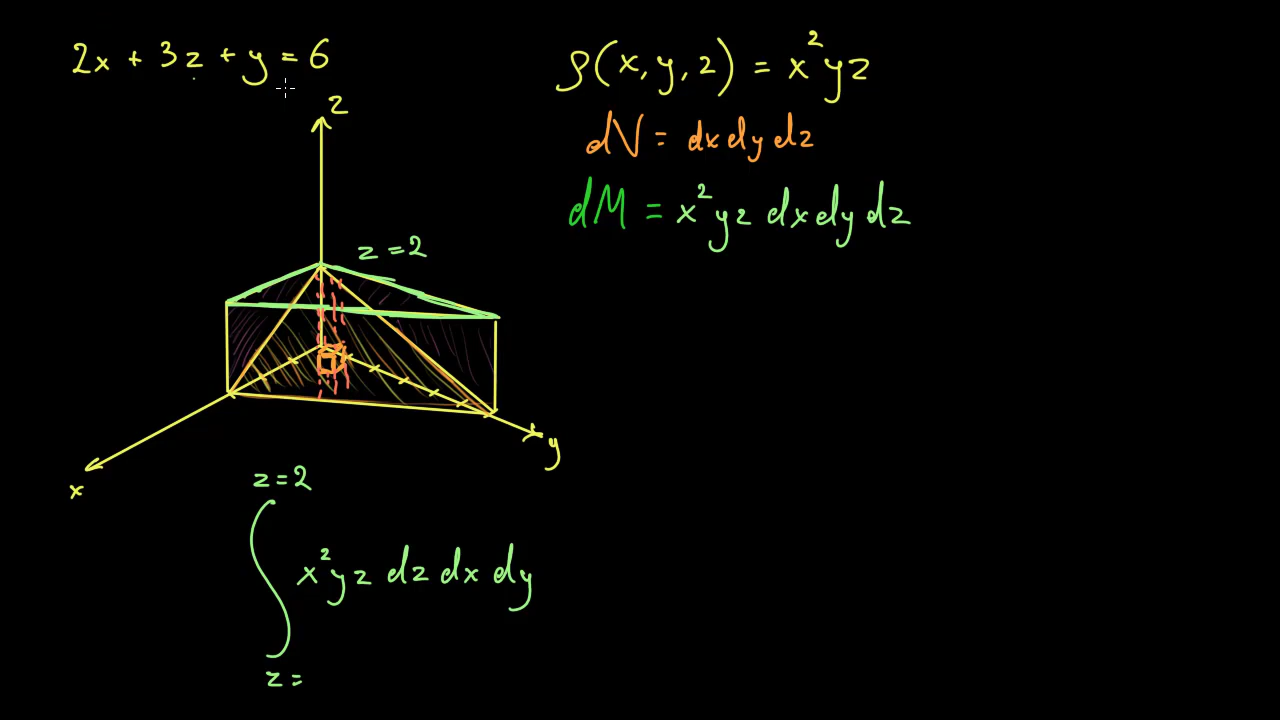 2x + 3z + y = 6
ρ(x, y, z) = x²yz
dV = dx dy dz
dM = x²yz dx dy dz
z
z = 2
y
x
z = 2
∫ x²yz dz dx dy
z =